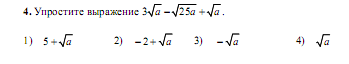 4. Упростите выражение 3√a − √25a + √a .
1) 5 + √a 2) − 2 + √a 3) − √a 4) √a